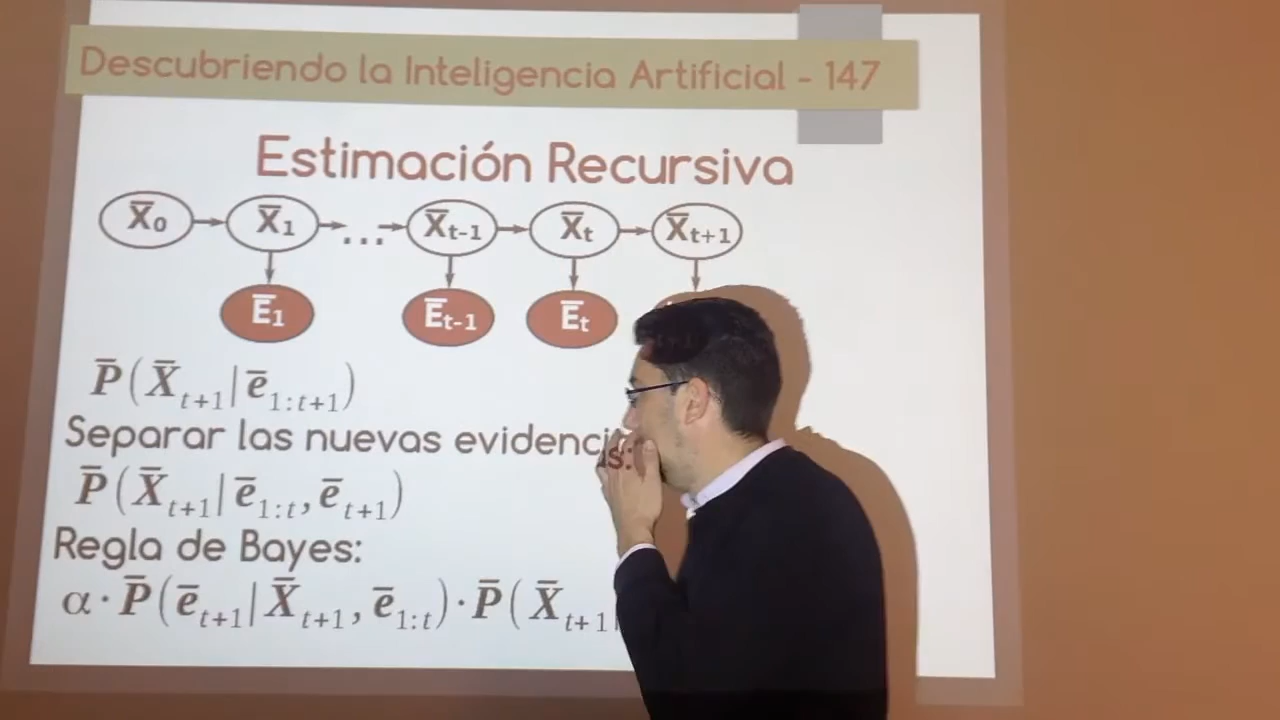 Descubriendo la Inteligencia Artificial - 147
Estimación Recursiva
X̄₀ X̄₁ ... X̄ₜ₋₁ X̄ₜ X̄ₜ₊₁
Ē₁ Ēₜ₋₁ Ēₜ
P̄(X̄ₜ₊₁|ē₁:ₜ₊₁)
Separar las nuevas evidencias:
P̄(X̄ₜ₊₁|ē₁:ₜ, ēₜ₊₁)
Regla de Bayes:
α·P̄(ēₜ₊₁|X̄ₜ₊₁, ē₁:ₜ)·P̄(X̄ₜ₊₁|